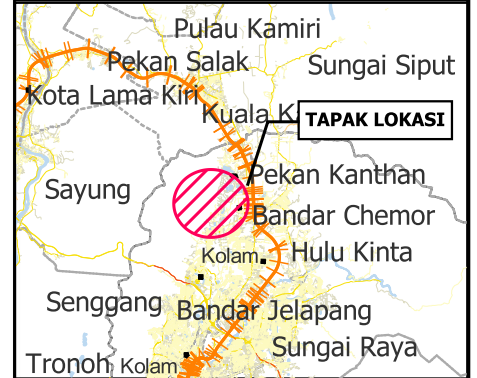 Pulau Kamiri
Pekan Salak
Sungai Siput
Kota Lama Kiri
Kuala K
TAPAK LOKASI
Pekan Kanthan
Sayung
Bandar Chemor
Kolam
Hulu Kinta
Senggang
Bandar Jelapang
Sungai Raya
Tronoh
Kolam